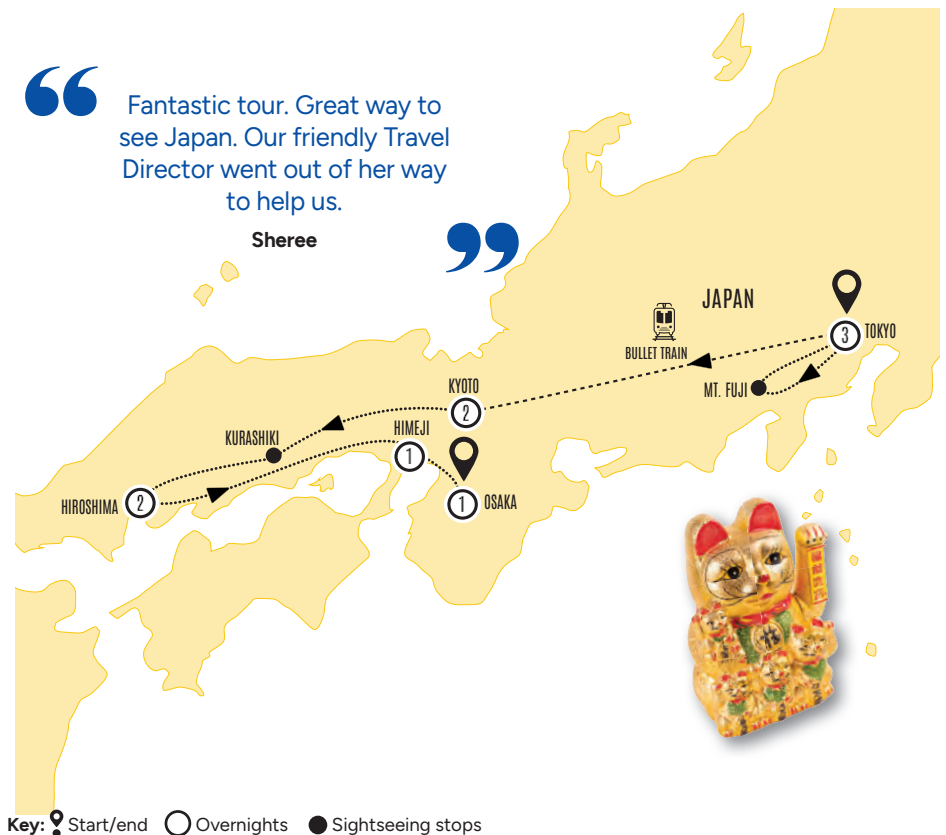 “
Fantastic tour. Great way to
see Japan. Our friendly Travel
Director went out of her way
to help us.
Sheree
”
JAPAN
3 TOKYO
BULLET TRAIN
MT. FUJI
KYOTO
2
HIMEJI
1
KURASHIKI
HIROSHIMA 2
1 OSAKA
Key: Start/end Overnights Sightseeing stops